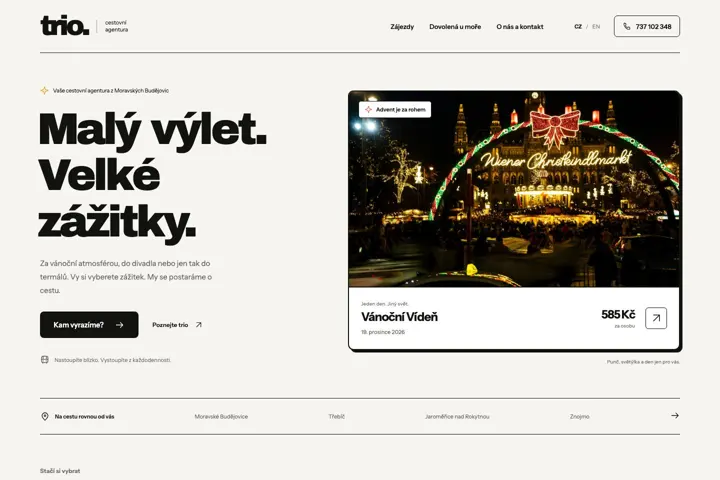 trio.
cestovní
agentura
Zájezdy
Dovolená u moře
O nás a kontakt
CZ / EN
737 102 348
Vaše cestovní agentura z Moravských Budějovic
Malý výlet.
Velké
zážitky.
Za vánoční atmosférou, do divadla nebo jen tak do
termálů. Vy si vyberete zážitek. My se postaráme o
cestu.
Kam vyrazíme?
Poznejte trio
Nastoupíte blízko. Vystoupíte z každodennosti.
Advent je za rohem
Wiener Christkindlmarkt
Jeden den. Jiný svět.
Vánoční Vídeň
19. prosince 2026
585 Kč
za osobu
Punč, světýlka a den jen pro vás.
Na cestu rovnou od vás
Moravské Budějovice
Třebíč
Jaroměřice nad Rokytnou
Znojmo
Stačí si vybrat